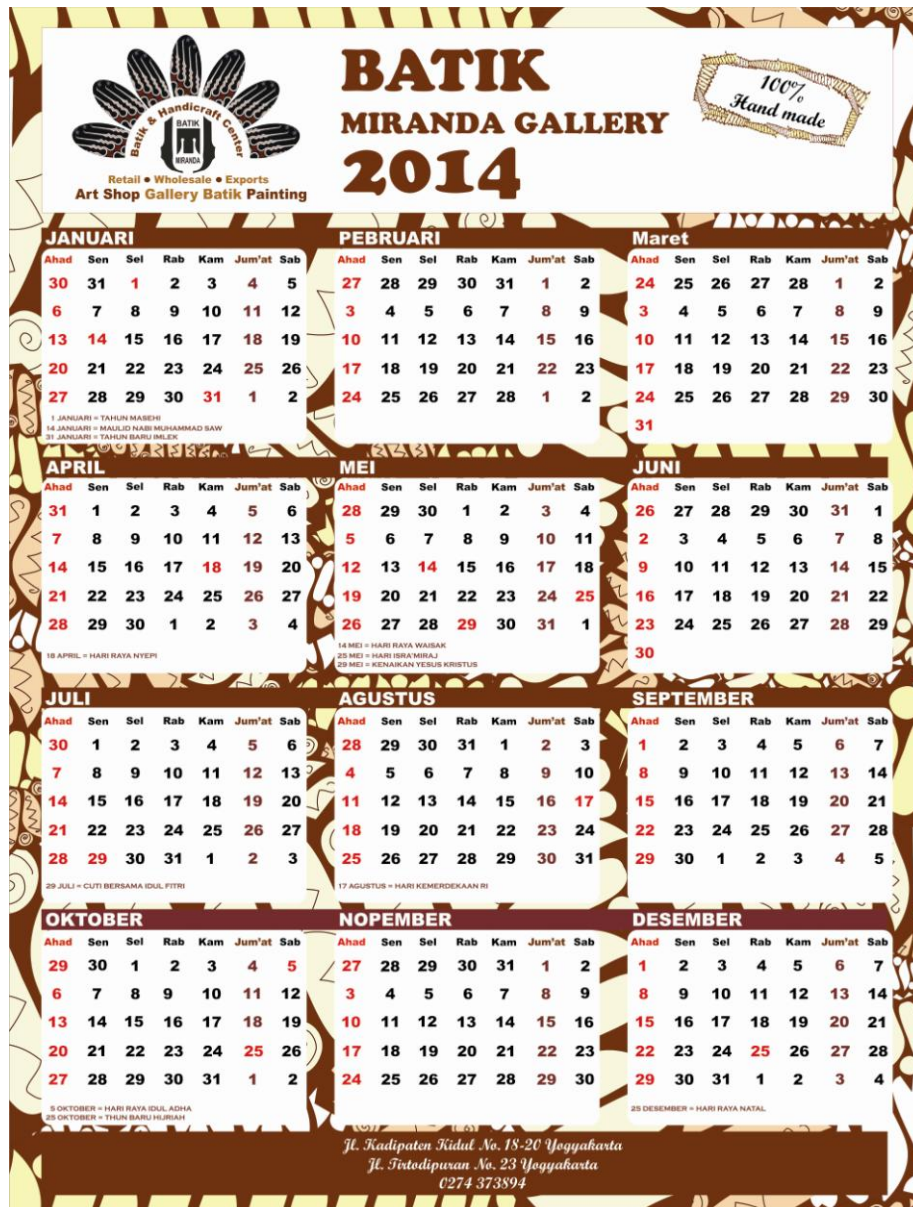 Batik & Handicraft Center
BATIK
MIRANDA
Retail • Wholesale • Exports
Art Shop Gallery Batik Painting
BATIK
MIRANDA GALLERY
2014
100%
Hand made
JANUARI
Ahad Sen Sel Rab Kam Jum'at Sab
30 31 1 2 3 4 5
6 7 8 9 10 11 12
13 14 15 16 17 18 19
20 21 22 23 24 25 26
27 28 29 30 31 1 2
1 JANUARI = TAHUN MASEHI
14 JANUARI = MAULID NABI MUHAMMAD SAW
31 JANUARI = TAHUN BARU IMLEK
PEBRUARI
Ahad Sen Sel Rab Kam Jum'at Sab
27 28 29 30 31 1 2
3 4 5 6 7 8 9
10 11 12 13 14 15 16
17 18 19 20 21 22 23
24 25 26 27 28 1 2
Maret
Ahad Sen Sel Rab Kam Jum'at Sab
24 25 26 27 28 1 2
3 4 5 6 7 8 9
10 11 12 13 14 15 16
17 18 19 20 21 22 23
24 25 26 27 28 29 30
31
APRIL
Ahad Sen Sel Rab Kam Jum'at Sab
31 1 2 3 4 5 6
7 8 9 10 11 12 13
14 15 16 17 18 19 20
21 22 23 24 25 26 27
28 29 30 1 2 3 4
18 APRIL = HARI RAYA NYEPI
MEI
Ahad Sen Sel Rab Kam Jum'at Sab
28 29 30 1 2 3 4
5 6 7 8 9 10 11
12 13 14 15 16 17 18
19 20 21 22 23 24 25
26 27 28 29 30 31 1
14 MEI = HARI RAYA WAISAK
25 MEI = HARI ISRA'MIRAJ
29 MEI = KENAIKAN YESUS KRISTUS
JUNI
Ahad Sen Sel Rab Kam Jum'at Sab
26 27 28 29 30 31 1
2 3 4 5 6 7 8
9 10 11 12 13 14 15
16 17 18 19 20 21 22
23 24 25 26 27 28 29
30
JULI
Ahad Sen Sel Rab Kam Jum'at Sab
30 1 2 3 4 5 6
7 8 9 10 11 12 13
14 15 16 17 18 19 20
21 22 23 24 25 26 27
28 29 30 31 1 2 3
29 JULI = CUTI BERSAMA IDUL FITRI
AGUSTUS
Ahad Sen Sel Rab Kam Jum'at Sab
28 29 30 31 1 2 3
4 5 6 7 8 9 10
11 12 13 14 15 16 17
18 19 20 21 22 23 24
25 26 27 28 29 30 31
17 AGUSTUS = HARI KEMERDEKAAN RI
SEPTEMBER
Ahad Sen Sel Rab Kam Jum'at Sab
1 2 3 4 5 6 7
8 9 10 11 12 13 14
15 16 17 18 19 20 21
22 23 24 25 26 27 28
29 30 1 2 3 4 5
OKTOBER
Ahad Sen Sel Rab Kam Jum'at Sab
29 30 1 2 3 4 5
6 7 8 9 10 11 12
13 14 15 16 17 18 19
20 21 22 23 24 25 26
27 28 29 30 31 1 2
5 OKTOBER = HARI RAYA IDUL ADHA
25 OKTOBER = THUN BARU HIJRIAH
NOPEMBER
Ahad Sen Sel Rab Kam Jum'at Sab
27 28 29 30 31 1 2
3 4 5 6 7 8 9
10 11 12 13 14 15 16
17 18 19 20 21 22 23
24 25 26 27 28 29 30
DESEMBER
Ahad Sen Sel Rab Kam Jum'at Sab
1 2 3 4 5 6 7
8 9 10 11 12 13 14
15 16 17 18 19 20 21
22 23 24 25 26 27 28
29 30 31 1 2 3 4
25 DESEMBER = HARI RAYA NATAL
Jl. Kadipaten Kidul No. 18-20 Yogyakarta
Jl. Tirtodipuran No. 23 Yogyakarta
0274 373894